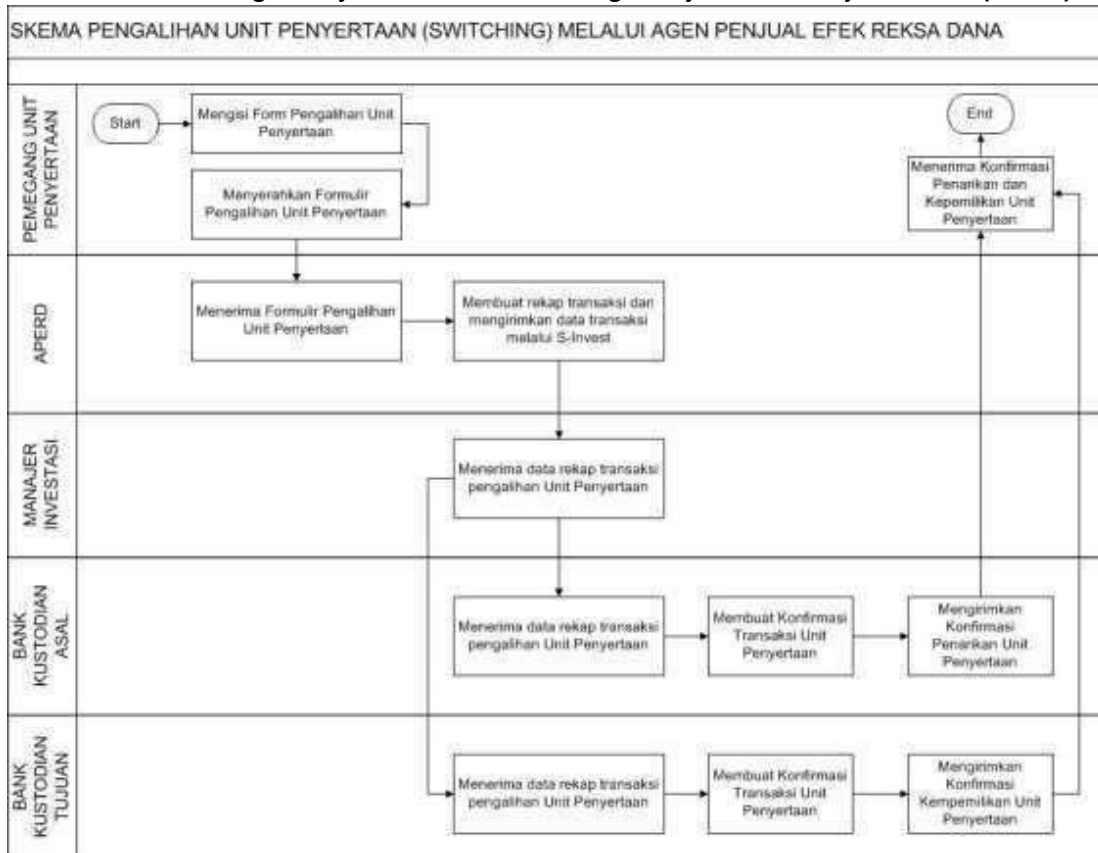 SKEMA PENGALIHAN UNIT PENYERTAAN (SWITCHING) MELALUI AGEN PENJUAL EFEK REKSA DANA
PEMEGANG UNIT
PENYERTAAN
Start
Mengisi Form Pengalihan Unit
Penyertaan
Menyerahkan Formulir
Pengalihan Unit Penyertaan
End
Menerima Konfirmasi
Penarikan dan
Kepemilikan Unit
Penyertaan
APERD
Menerima Formulir Pengalihan
Unit Penyertaan
Membuat rekap transaksi dan
mengirimkan data transaksi
melalui S-Invest
MANAJER
INVESTASI
Menerima data rekap transaksi
pengalihan Unit Penyertaan
BANK
KUSTODIAN
ASAL
Menerima data rekap transaksi
pengalihan Unit Penyertaan
Membuat Konfirmasi
Transaksi Unit
Penyertaan
Mengirimkan
Konfirmasi
Penarikan Unit
Penyertaan
BANK
KUSTODIAN
TUJUAN
Menerima data rekap transaksi
pengalihan Unit Penyertaan
Membuat Konfirmasi
Transaksi Unit
Penyertaan
Mengirimkan
Konfirmasi
Kempemilikan Unit
Penyertaan